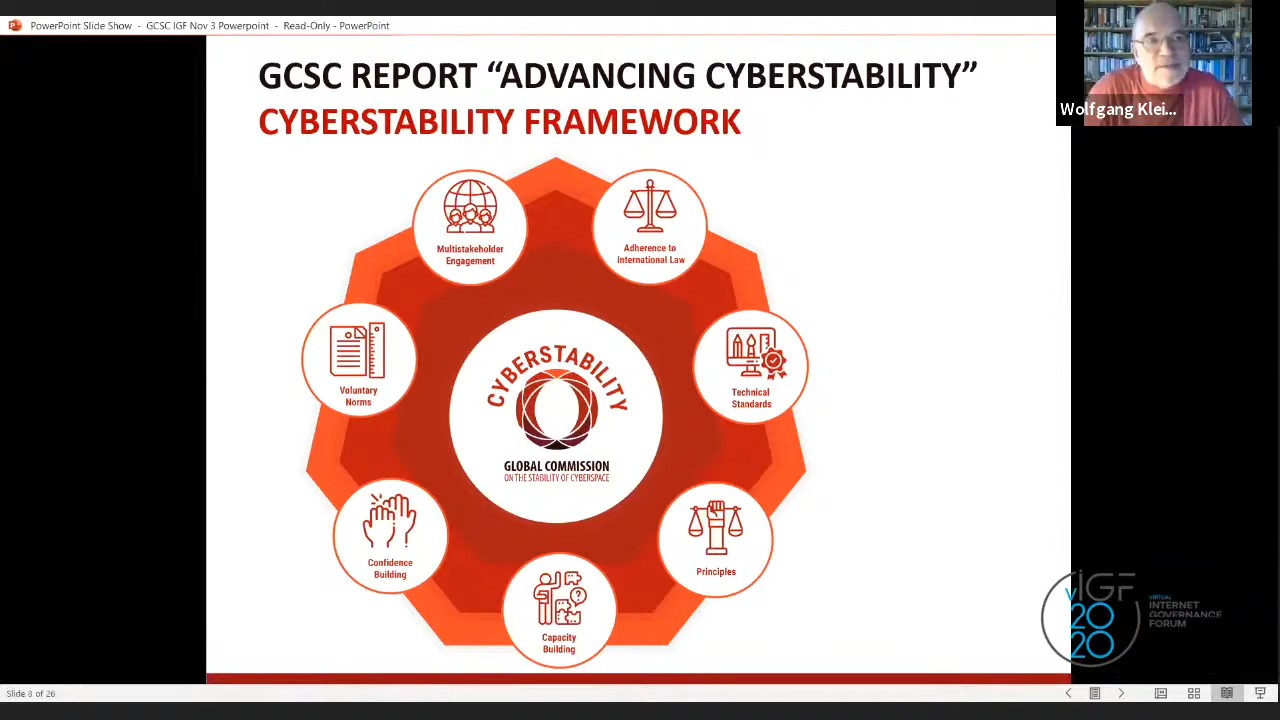 PowerPoint Slide Show - GCSC IGF Nov 3 Powerpoint - Read-Only - PowerPoint
GCSC REPORT “ADVANCING CYBERSTABILITY”
CYBERSTABILITY FRAMEWORK
Wolfgang Klei...
Multistakeholder
Engagement
Adherence to
International Law
Voluntary
Norms
CYBERSTABILITY
GLOBAL COMMISSION
ON THE STABILITY OF CYBERSPACE
Technical
Standards
Confidence
Building
Principles
Capacity
Building
?
vIGF
2020
VIRTUAL
INTERNET
GOVERNANCE
FORUM
Slide 8 of 26